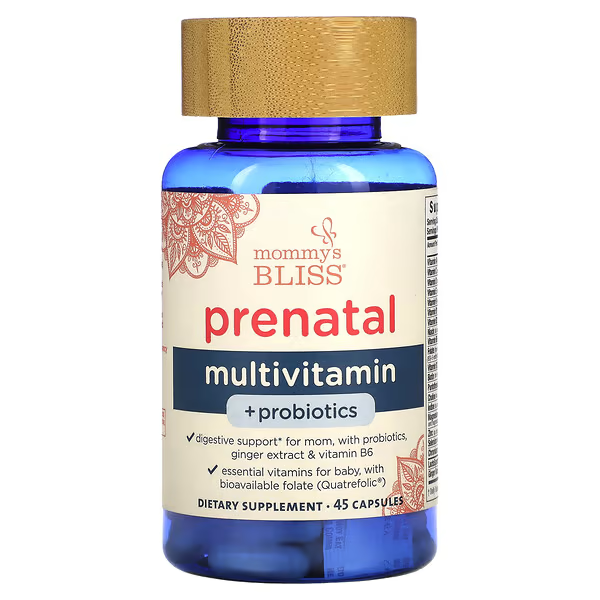 mommy's
BLISS®
prenatal
multivitamin
+probiotics
✓ digestive support* for mom, with probiotics,
ginger extract & vitamin B6
✓ essential vitamins for baby, with
bioavailable folate (Quatrefolic®)
DIETARY SUPPLEMENT • 45 CAPSULES